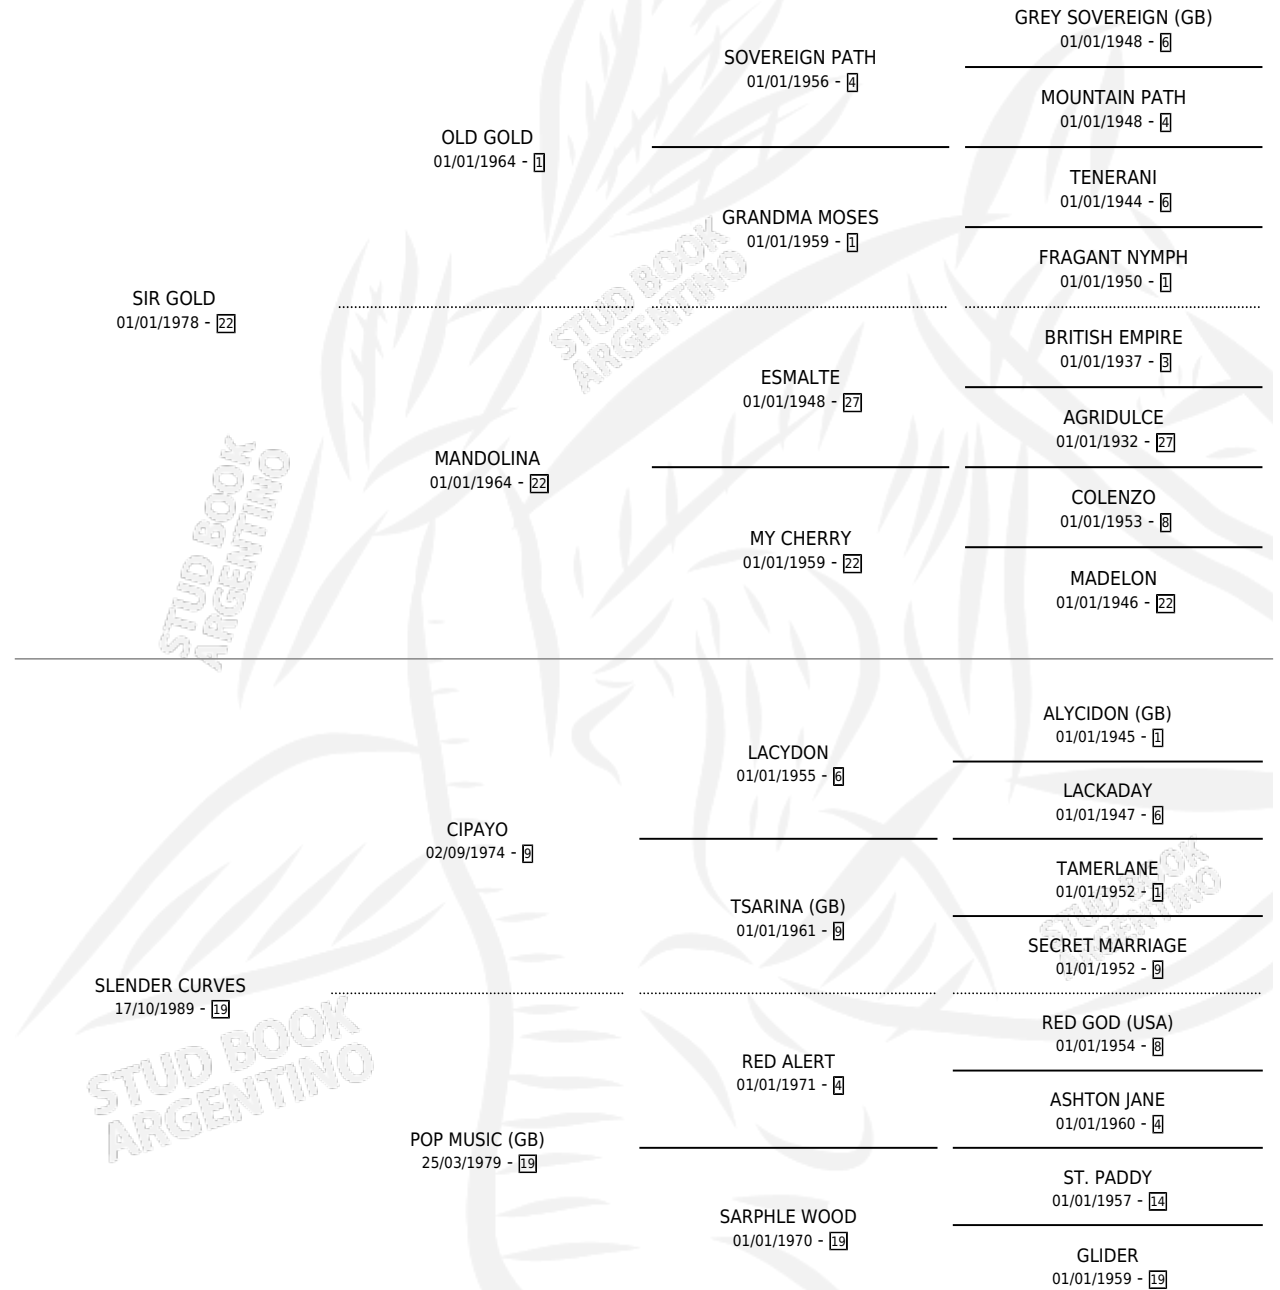 GREY SOVEREIGN (GB)
01/01/1948 - 6
SOVEREIGN PATH
01/01/1956 - 4
MOUNTAIN PATH
01/01/1948 - 4
OLD GOLD
01/01/1964 - 1
TENERANI
01/01/1944 - 6
GRANDMA MOSES
01/01/1959 - 1
FRAGANT NYMPH
01/01/1950 - 1
SIR GOLD
01/01/1978 - 22
BRITISH EMPIRE
01/01/1937 - 3
ESMALTE
01/01/1948 - 27
AGRIDULCE
01/01/1932 - 27
MANDOLINA
01/01/1964 - 22
COLENZO
01/01/1953 - 8
MY CHERRY
01/01/1959 - 22
MADELON
01/01/1946 - 22
ALYCIDON (GB)
01/01/1945 - 1
LACYDON
01/01/1955 - 6
LACKADAY
01/01/1947 - 6
CIPAYO
02/09/1974 - 9
TAMERLANE
01/01/1952 - 1
TSARINA (GB)
01/01/1961 - 9
SECRET MARRIAGE
01/01/1952 - 9
SLENDER CURVES
17/10/1989 - 19
RED GOD (USA)
01/01/1954 - 8
RED ALERT
01/01/1971 - 4
ASHTON JANE
01/01/1960 - 4
POP MUSIC (GB)
25/03/1979 - 19
ST. PADDY
01/01/1957 - 14
SARPHLE WOOD
01/01/1970 - 19
GLIDER
01/01/1959 - 19
STUD BOOK
ARGENTINO
STUD BOOK
ARGENTINO
STUD BOOK
ARGENTINO
STUD BOOK
ARGENTINO